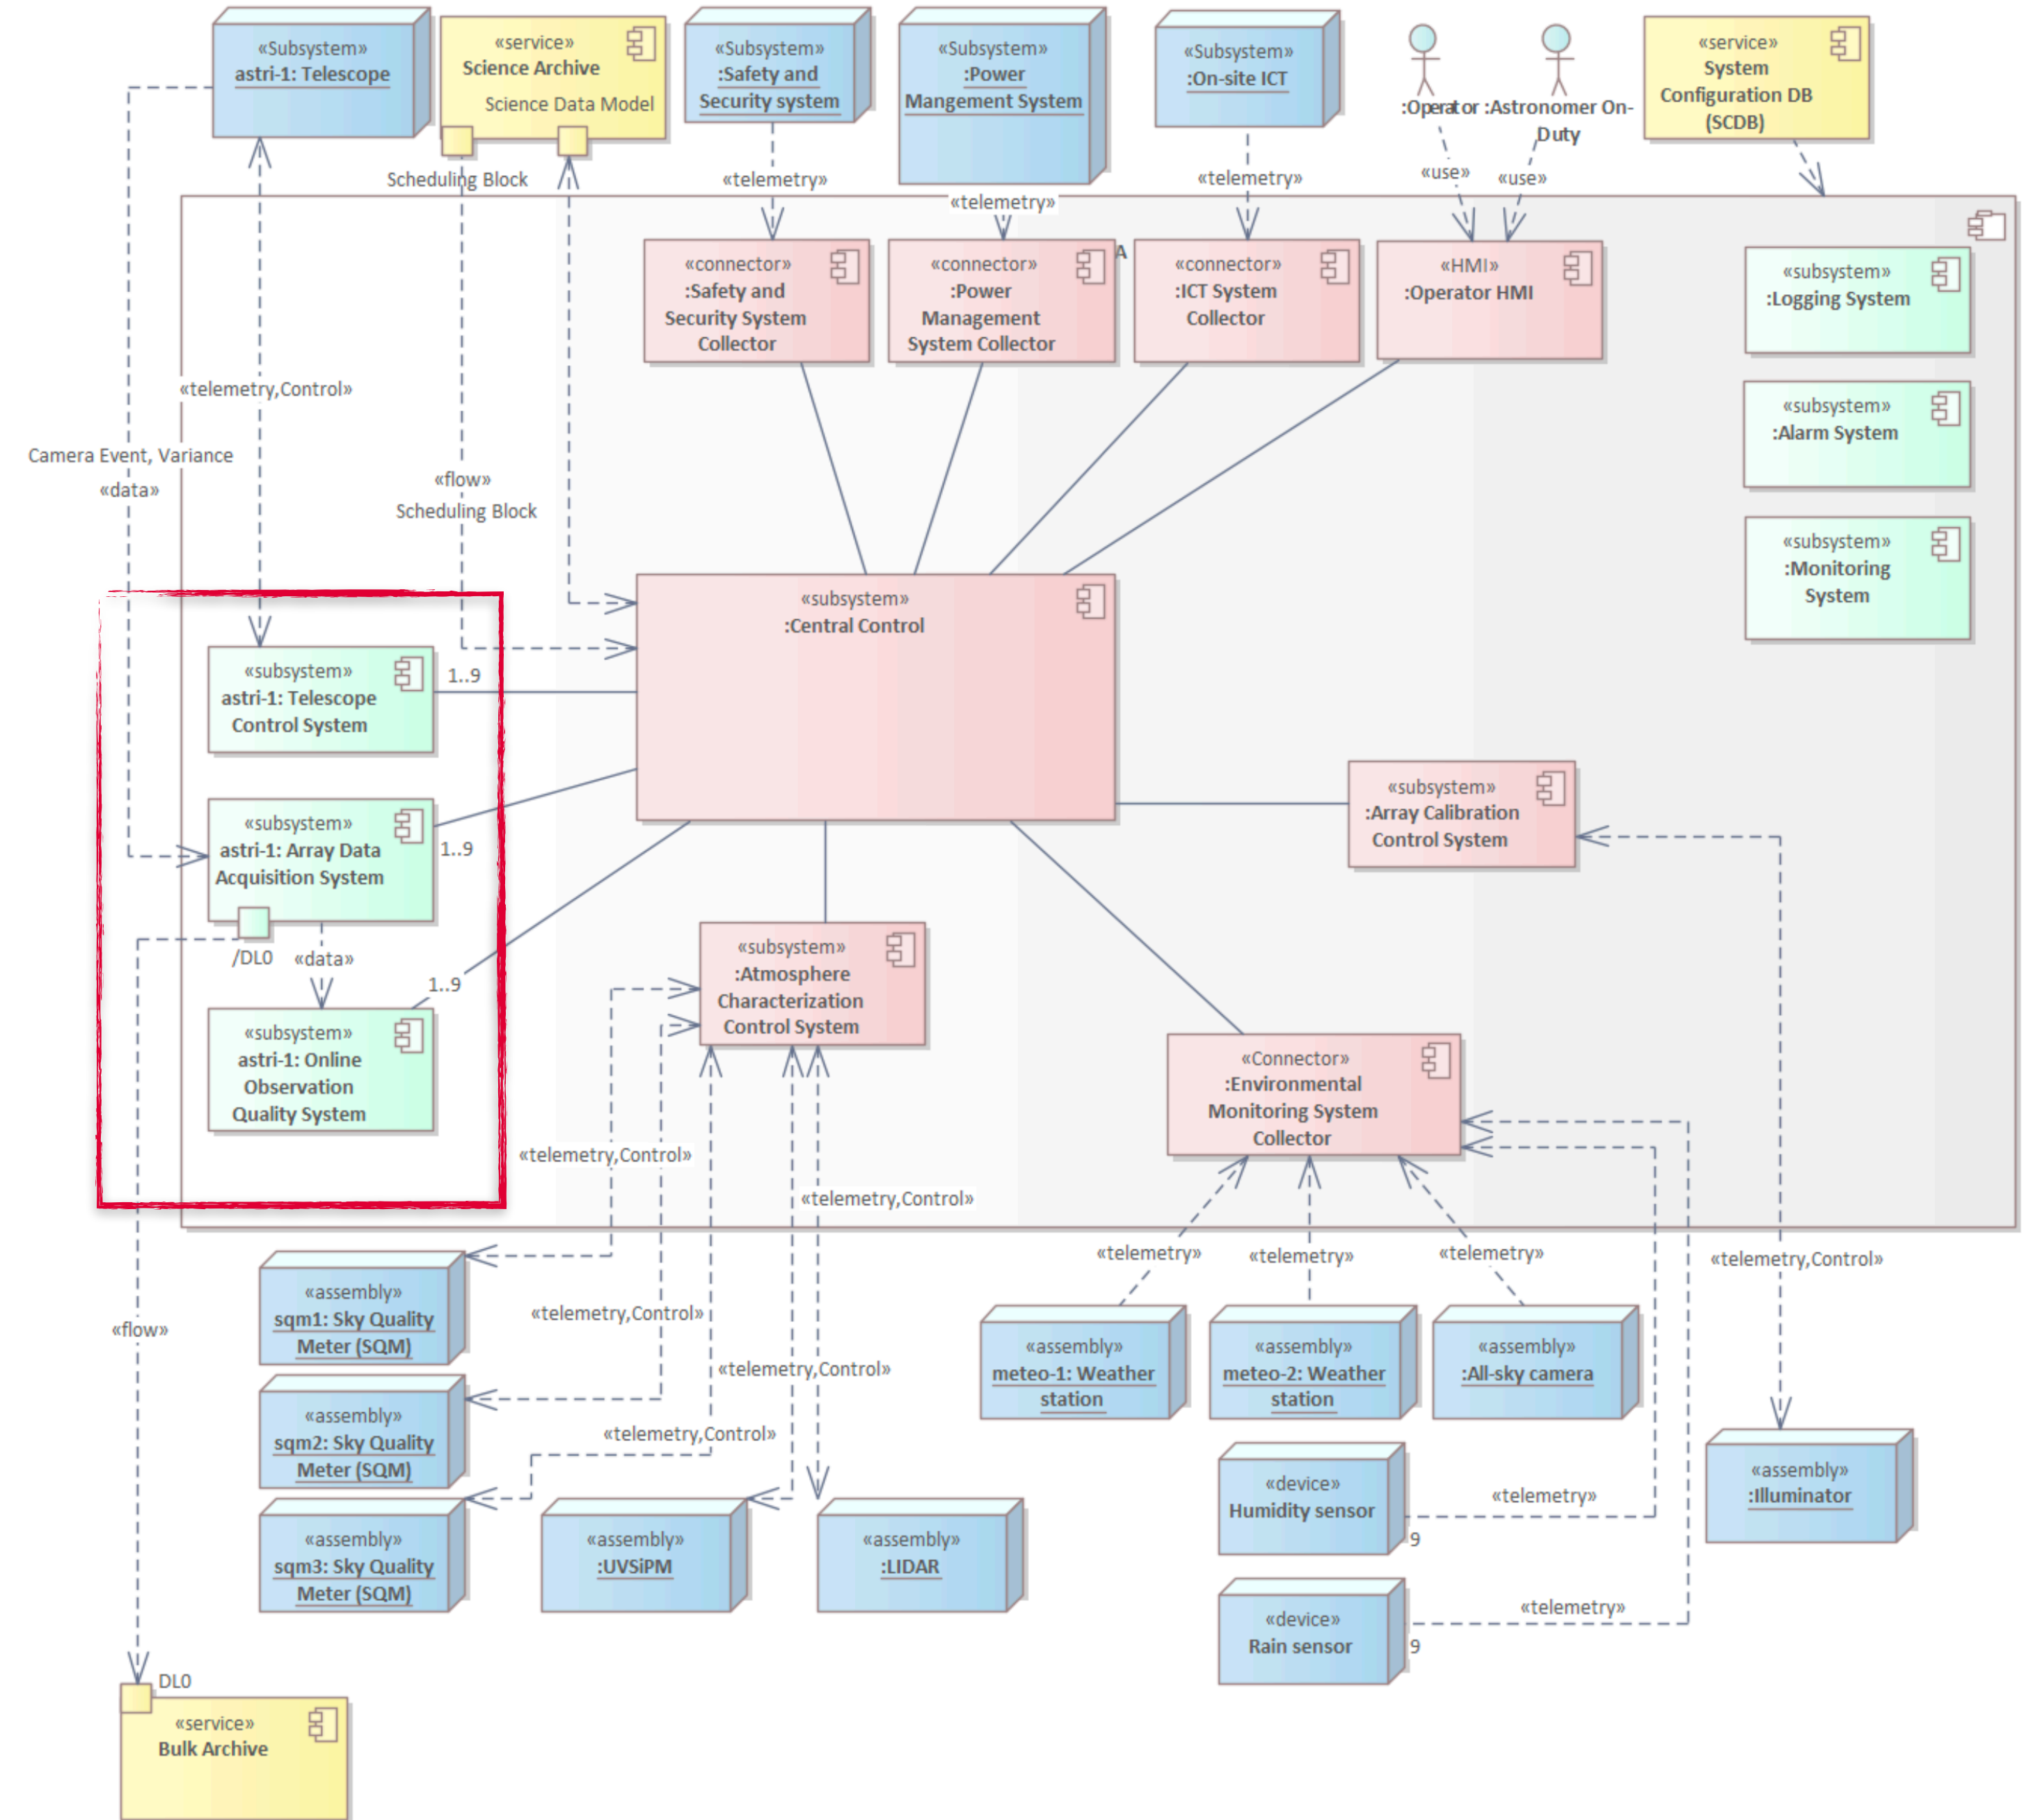 «Subsystem»
astri-1: Telescope
«service»
Science Archive
Science Data Model
«Subsystem»
:Safety and
Security system
«Subsystem»
:Power
Mangement System
«Subsystem»
:On-site ICT
:Operator
:Astronomer On-
Duty
«service»
System
Configuration DB
(SCDB)
Scheduling Block
«telemetry»
«telemetry»
«telemetry»
«use»
«use»
«connector»
:Safety and
Security System
Collector
«connector»
:Power
Management
System Collector
A
«connector»
:ICT System
Collector
«HMI»
:Operator HMI
«subsystem»
:Logging System
«subsystem»
:Alarm System
«subsystem»
:Monitoring
System
«telemetry,Control»
Camera Event, Variance
«data»
«flow»
Scheduling Block
«subsystem»
:Central Control
«subsystem»
astri-1: Telescope
Control System
1..9
«subsystem»
astri-1: Array Data
Acquisition System
1..9
/DL0
«data»
1..9
«subsystem»
astri-1: Online
Observation
Quality System
«subsystem»
:Array Calibration
Control System
«subsystem»
:Atmosphere
Characterization
Control System
«Connector»
:Environmental
Monitoring System
Collector
«telemetry,Control»
«telemetry,Control»
«telemetry,Control»
«telemetry,Control»
«telemetry,Control»
«telemetry»
«telemetry»
«telemetry»
«telemetry,Control»
«flow»
«assembly»
sqm1: Sky Quality
Meter (SQM)
«assembly»
sqm2: Sky Quality
Meter (SQM)
«assembly»
sqm3: Sky Quality
Meter (SQM)
«assembly»
:UVSiPM
«assembly»
:LIDAR
«assembly»
meteo-1: Weather
station
«assembly»
meteo-2: Weather
station
«assembly»
:All-sky camera
«device»
Humidity sensor
9
«telemetry»
«device»
Rain sensor
9
«telemetry»
«assembly»
:Illuminator
DL0
«service»
Bulk Archive